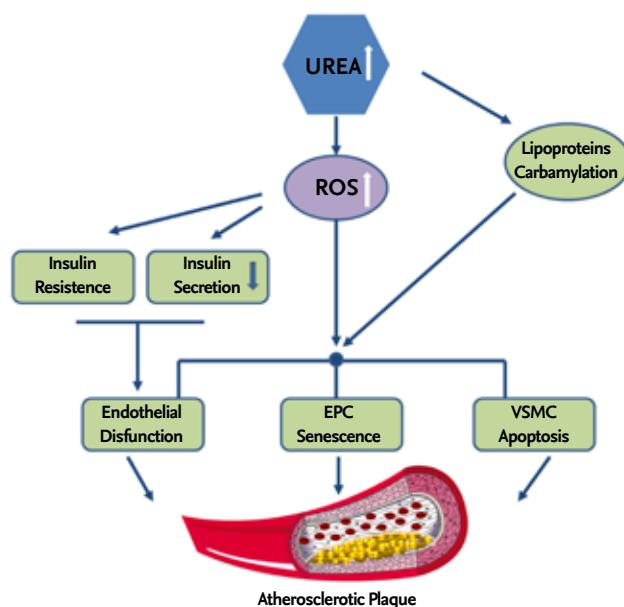 UREA
Lipoproteins
Carbamylation
ROS
Insulin
Resistence
Insulin
Secretion
Endothelial
Disfunction
EPC
Senescence
VSMC
Apoptosis
Atherosclerotic Plaque